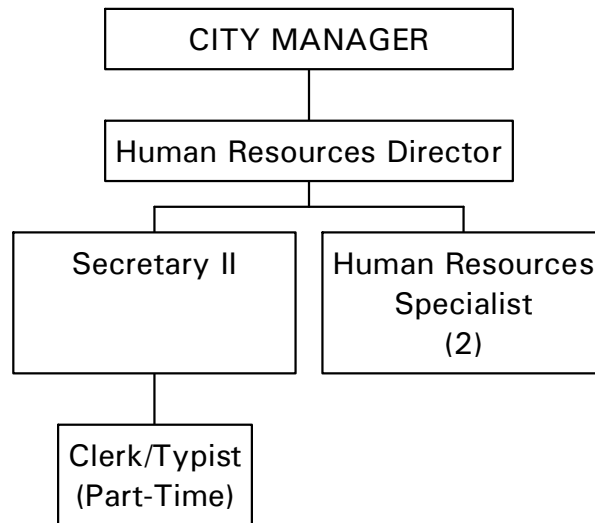 CITY MANAGER
Human Resources Director
Secretary II
Human Resources
Specialist
(2)
Clerk/Typist
(Part-Time)